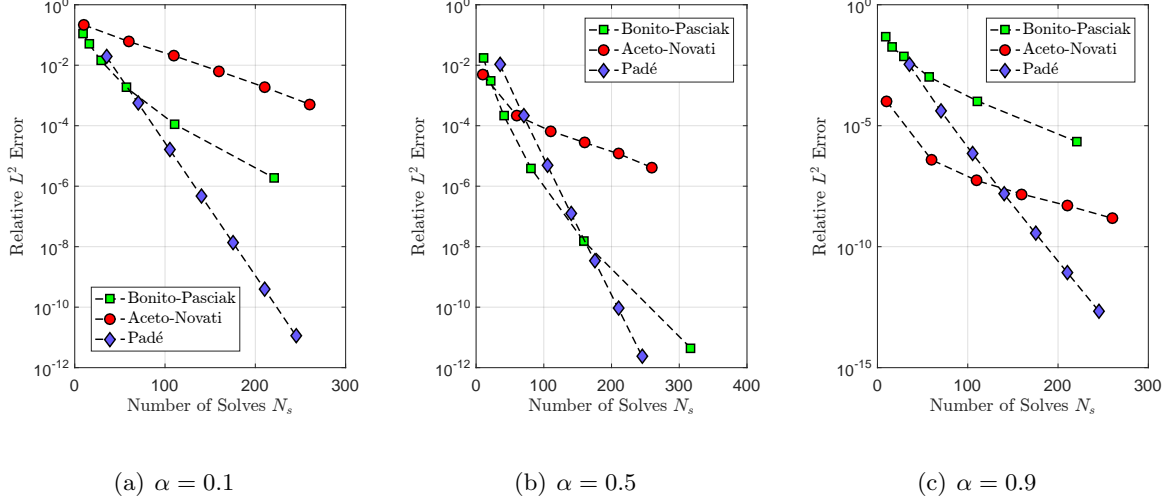 10^0
10^-2
10^-4
10^-6
10^-8
10^-10
10^-12
Relative L^2 Error
0 100 200 300
Number of Solves N_s
Bonito-Pasciak
Aceto-Novati
Padé
(a) α = 0.1
10^0
10^-2
10^-4
10^-6
10^-8
10^-10
10^-12
Relative L^2 Error
0 100 200 300 400
Number of Solves N_s
Bonito-Pasciak
Aceto-Novati
Padé
(b) α = 0.5
10^0
10^-5
10^-10
10^-15
Relative L^2 Error
0 100 200 300
Number of Solves N_s
Bonito-Pasciak
Aceto-Novati
Padé
(c) α = 0.9